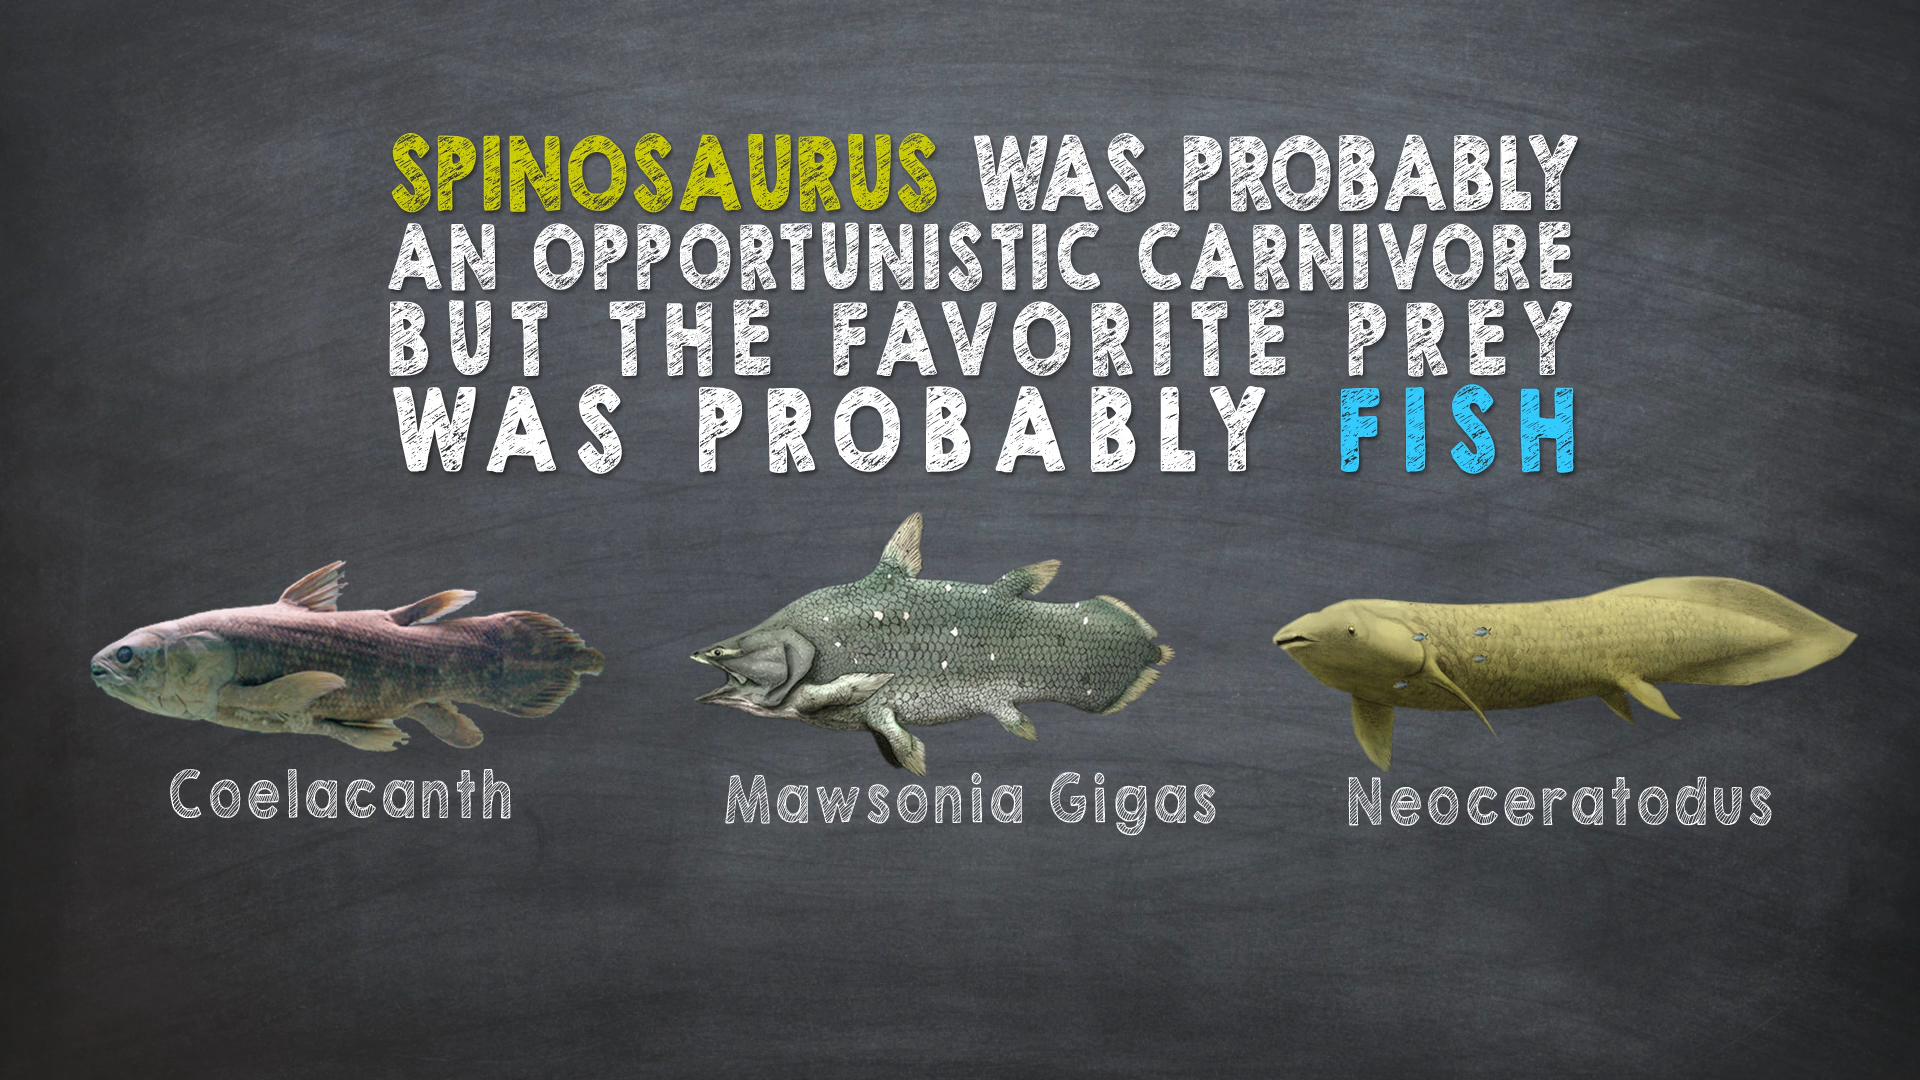 SPINOSAURUS WAS PROBABLY
AN OPPORTUNISTIC CARNIVORE
BUT THE FAVORITE PREY
WAS PROBABLY FISH
Coelacanth
Mawsonia Gigas
Neoceratodus